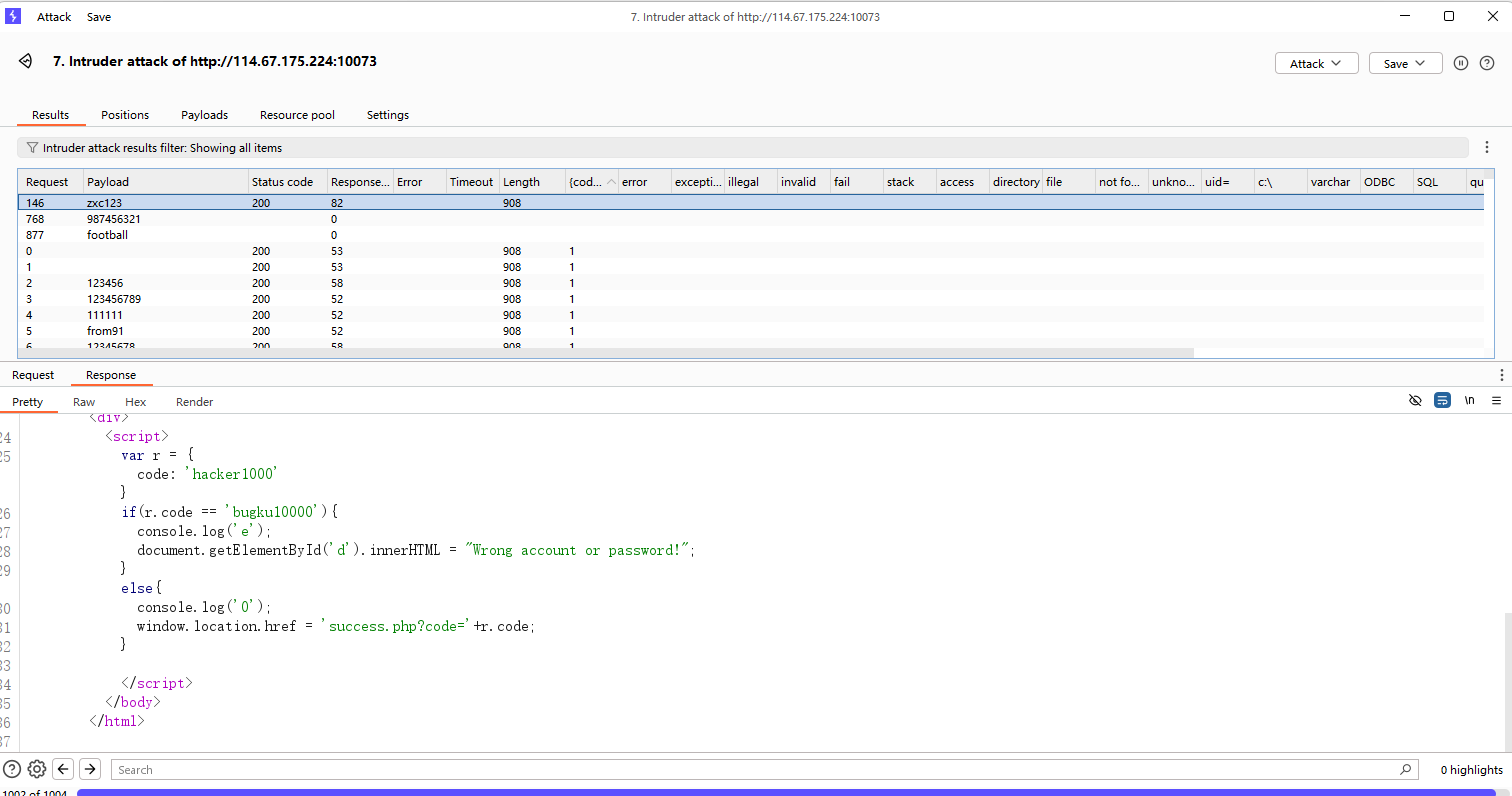 Attack Save 7. Intruder attack of http://114.67.175.224:10073
7. Intruder attack of http://114.67.175.224:10073 Attack Save
Results Positions Payloads Resource pool Settings
Intruder attack results filter: Showing all items
Request Payload Status code Response... Error Timeout Length {cod... error excepti... illegal invalid fail stack access directory file not fo... unkno... uid= c:\ varchar ODBC SQL qu
146 zxc123 200 82 908
768 987456321 0
877 football 0
0 200 53 908 1
1 200 53 908 1
2 123456 200 58 908 1
3 123456789 200 52 908 1
4 111111 200 52 908 1
5 from91 200 52 908 1
6 12345678 200 58 908 1
Request Response
Pretty Raw Hex Render \n
<div>
24 <script>
25 var r = {
code: 'hacker1000'
}
26 if(r.code == 'bugku10000'){
27 console.log('e');
28 document.getElementById('d').innerHTML = "Wrong account or password!";
29 }
else{
30 console.log('0');
31 window.location.href = 'success.php?code='+r.code;
32 }
33
34 </script>
35 </body>
36 </html>
37
Search 0 highlights
1002 of 1004